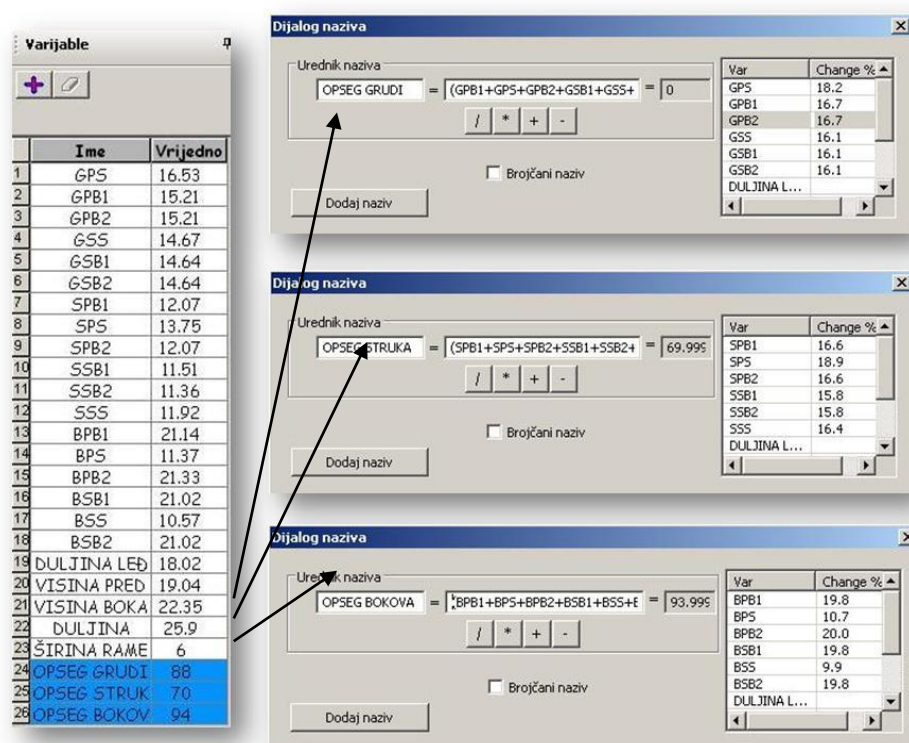 Varijable
Ime Vrijedno
1 GPS 16.53
2 GPB1 15.21
3 GPB2 15.21
4 GSS 14.67
5 GSB1 14.64
6 GSB2 14.64
7 SPB1 12.07
8 SPS 13.75
9 SPB2 12.07
10 SSB1 11.51
11 SSB2 11.36
12 SSS 11.92
13 BPB1 21.14
14 BPS 11.37
15 BPB2 21.33
16 BSB1 21.02
17 BSS 10.57
18 BSB2 21.02
19 DULJINA LEĐ 18.02
20 VISINA PRED 19.04
21 VISINA BOKA 22.35
22 DULJINA 25.9
23 ŠIRINA RAME 6
24 OPSEG GRUDI 88
25 OPSEG STRUK 70
26 OPSEG BOKOV 94
Dijalog naziva
Urednik naziva
OPSEG GRUDI = (GPB1+GPS+GPB2+GSB1+GSS+ = 0
/ * + -
Brojčani naziv
Dodaj naziv
Var Change %
GPS 18.2
GPB1 16.7
GPB2 16.7
GSS 16.1
GSB1 16.1
GSB2 16.1
DULJINA L...
Dijalog naziva
Urednik naziva
OPSEG STRUKA = (SPB1+SPS+SPB2+SSB1+SSB2+ = 69.999
/ * + -
Brojčani naziv
Dodaj naziv
Var Change %
SPB1 16.6
SPS 18.9
SPB2 16.6
SSB1 15.8
SSB2 15.8
SSS 16.4
DULJINA L...
Dijalog naziva
Urednik naziva
OPSEG BOKOVA = (BPB1+BPS+BPB2+BSB1+BSS+E = 93.999
/ * + -
Brojčani naziv
Dodaj naziv
Var Change %
BPB1 19.8
BPS 10.7
BPB2 20.0
BSB1 19.8
BSS 9.9
BSB2 19.8
DULJINA L...